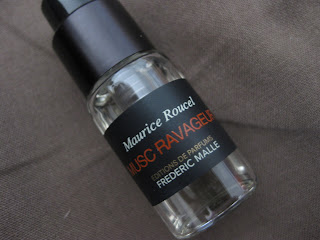 Maurice Roucel
MUSC RAVAGEUR
EDITIONS DE PARFUMS
FREDERIC MALLE